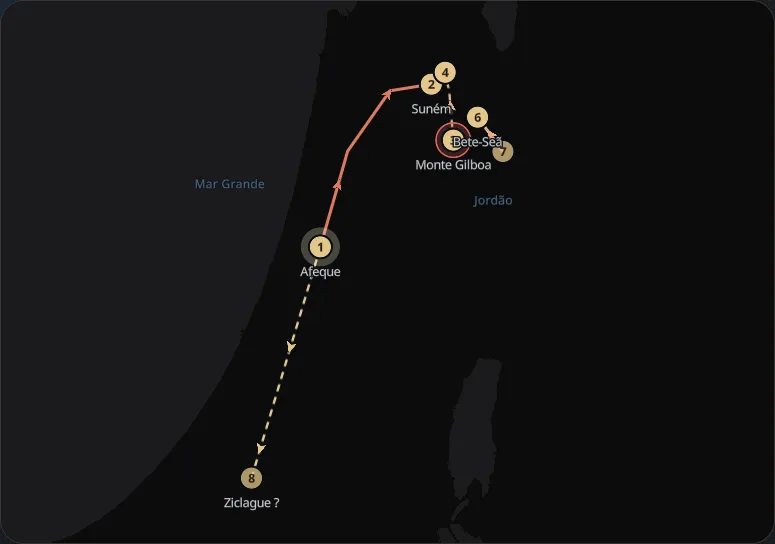 4
2
Suném
6
Bete-Seã
7
Monte Gilboa
Mar Grande
Jordão
1
Afeque
8
Ziclague ?